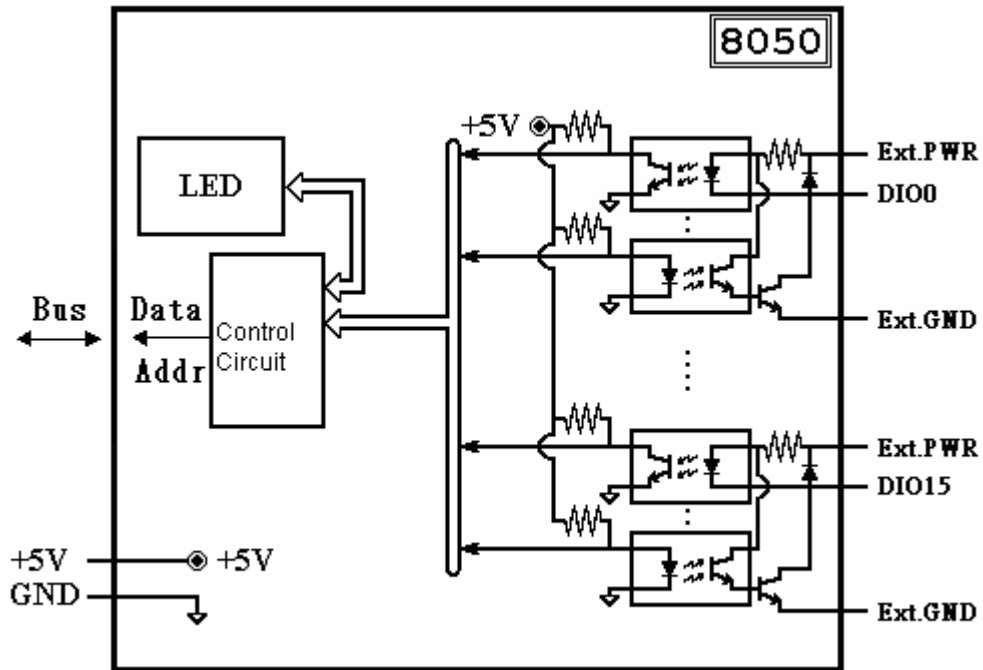 8050
+5V
Ext.PWR
LED
DIO0
Bus
Data
Ext.GND
Control
Circuit
Addr
Ext.PWR
DIO15
+5V
+5V
GND
Ext.GND